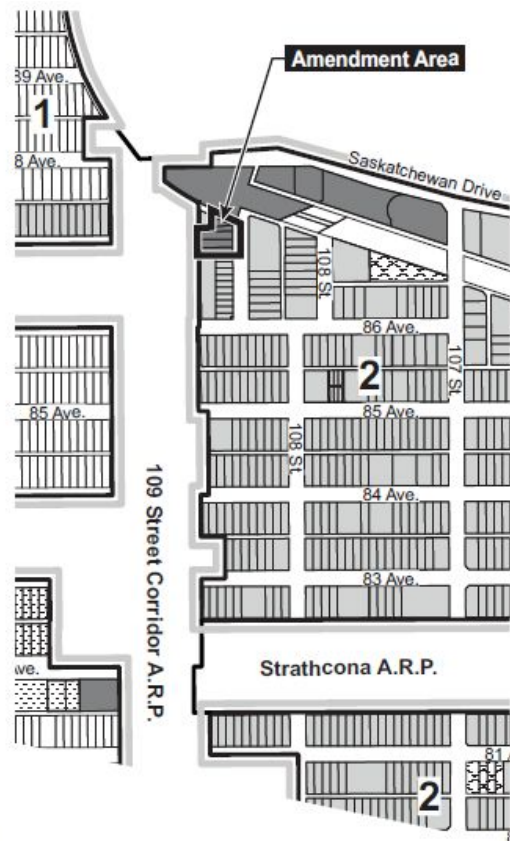 Amendment Area
89 Ave.
1
8 Ave.
Saskatchewan Drive
108 St.
86 Ave.
2
107 St.
85 Ave.
85 Ave.
108 St.
84 Ave.
109 Street Corridor A.R.P.
83 Ave.
Ave.
Strathcona A.R.P.
81 A
2